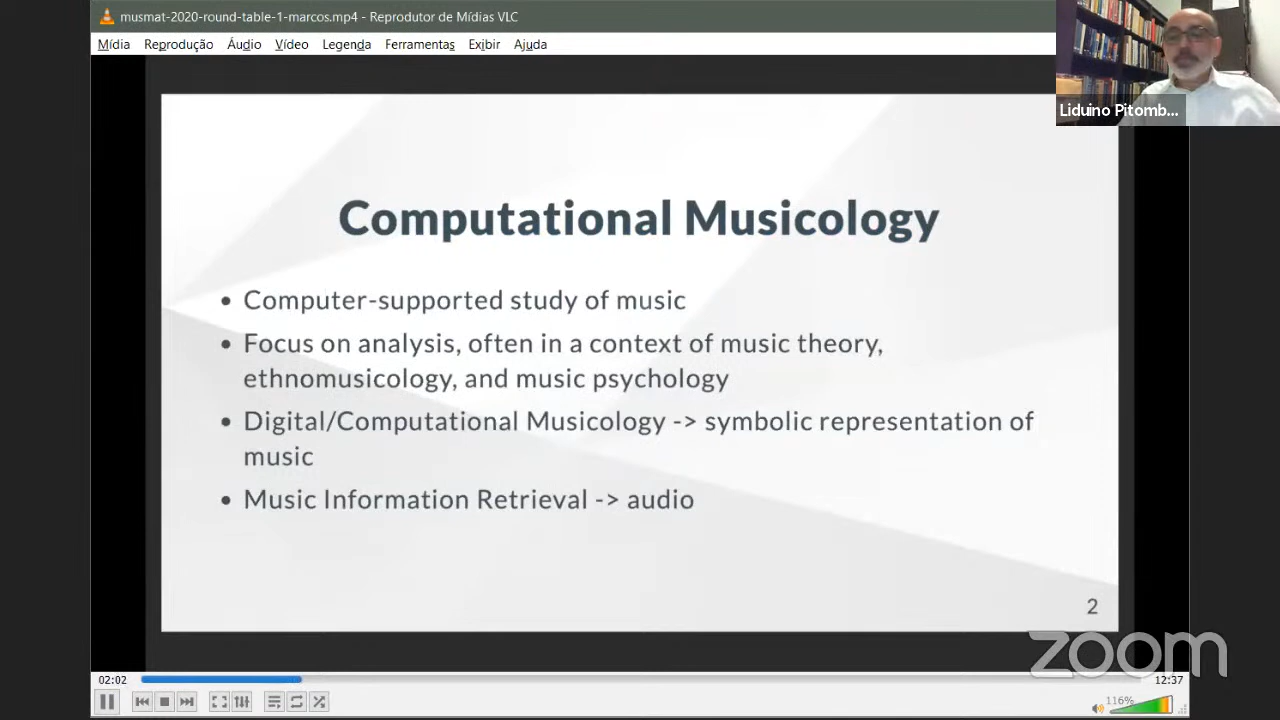 musmat-2020-round-table-1-marcos.mp4 - Reprodutor de Mídias VLC
Mídia Reprodução Áudio Vídeo Legenda Ferramentas Exibir Ajuda
Liduino Pitomb...
Computational Musicology
• Computer-supported study of music
• Focus on analysis, often in a context of music theory,
ethnomusicology, and music psychology
• Digital/Computational Musicology -> symbolic representation of
music
• Music Information Retrieval -> audio
2
zoom
02:02
12:37
116%